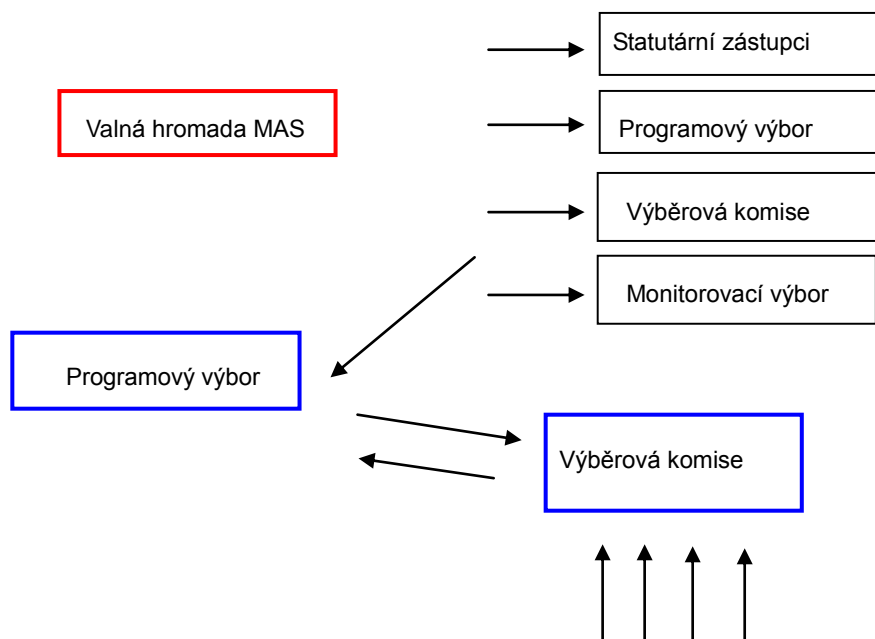 Statutární zástupci
Valná hromada MAS
Programový výbor
Výběrová komise
Monitorovací výbor
Programový výbor
Výběrová komise